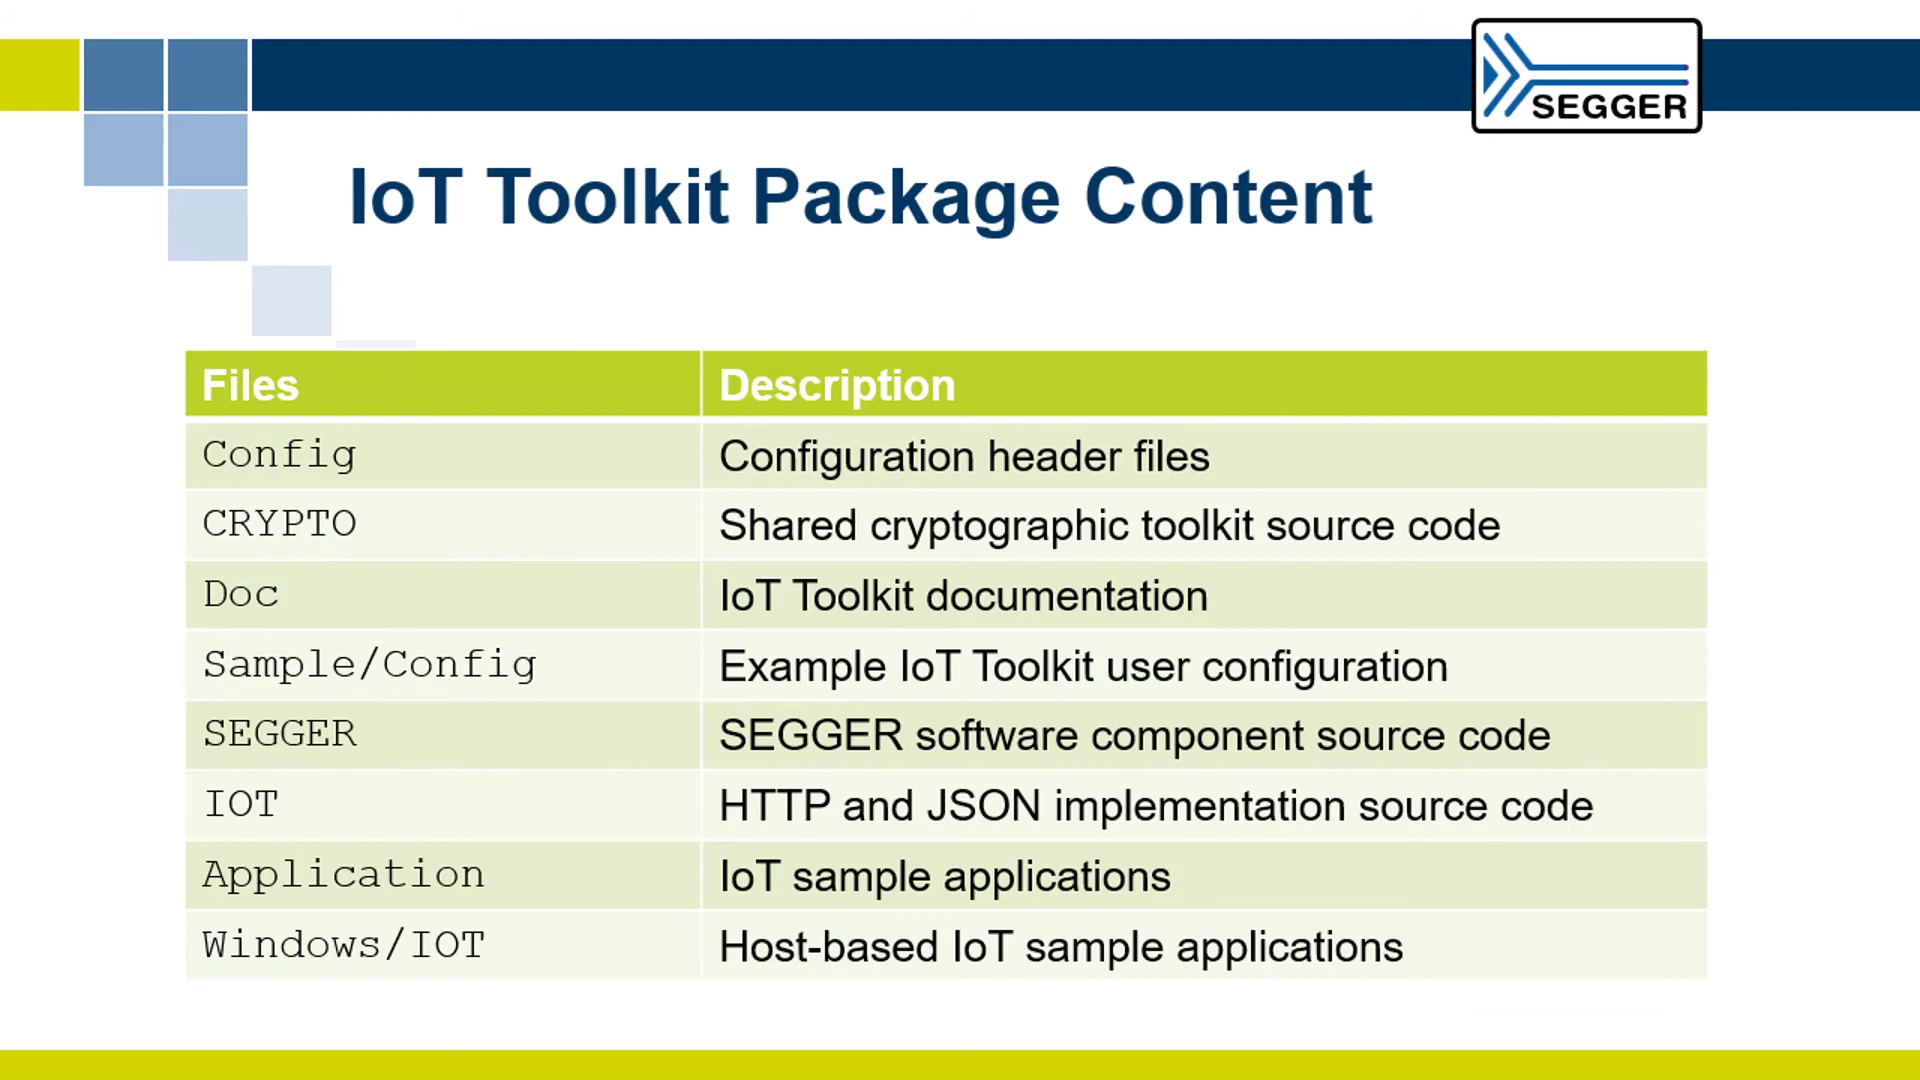 SEGGER
IoT Toolkit Package Content
Files Description
Config Configuration header files
CRYPTO Shared cryptographic toolkit source code
Doc IoT Toolkit documentation
Sample/Config Example IoT Toolkit user configuration
SEGGER SEGGER software component source code
IOT HTTP and JSON implementation source code
Application IoT sample applications
Windows/IOT Host-based IoT sample applications